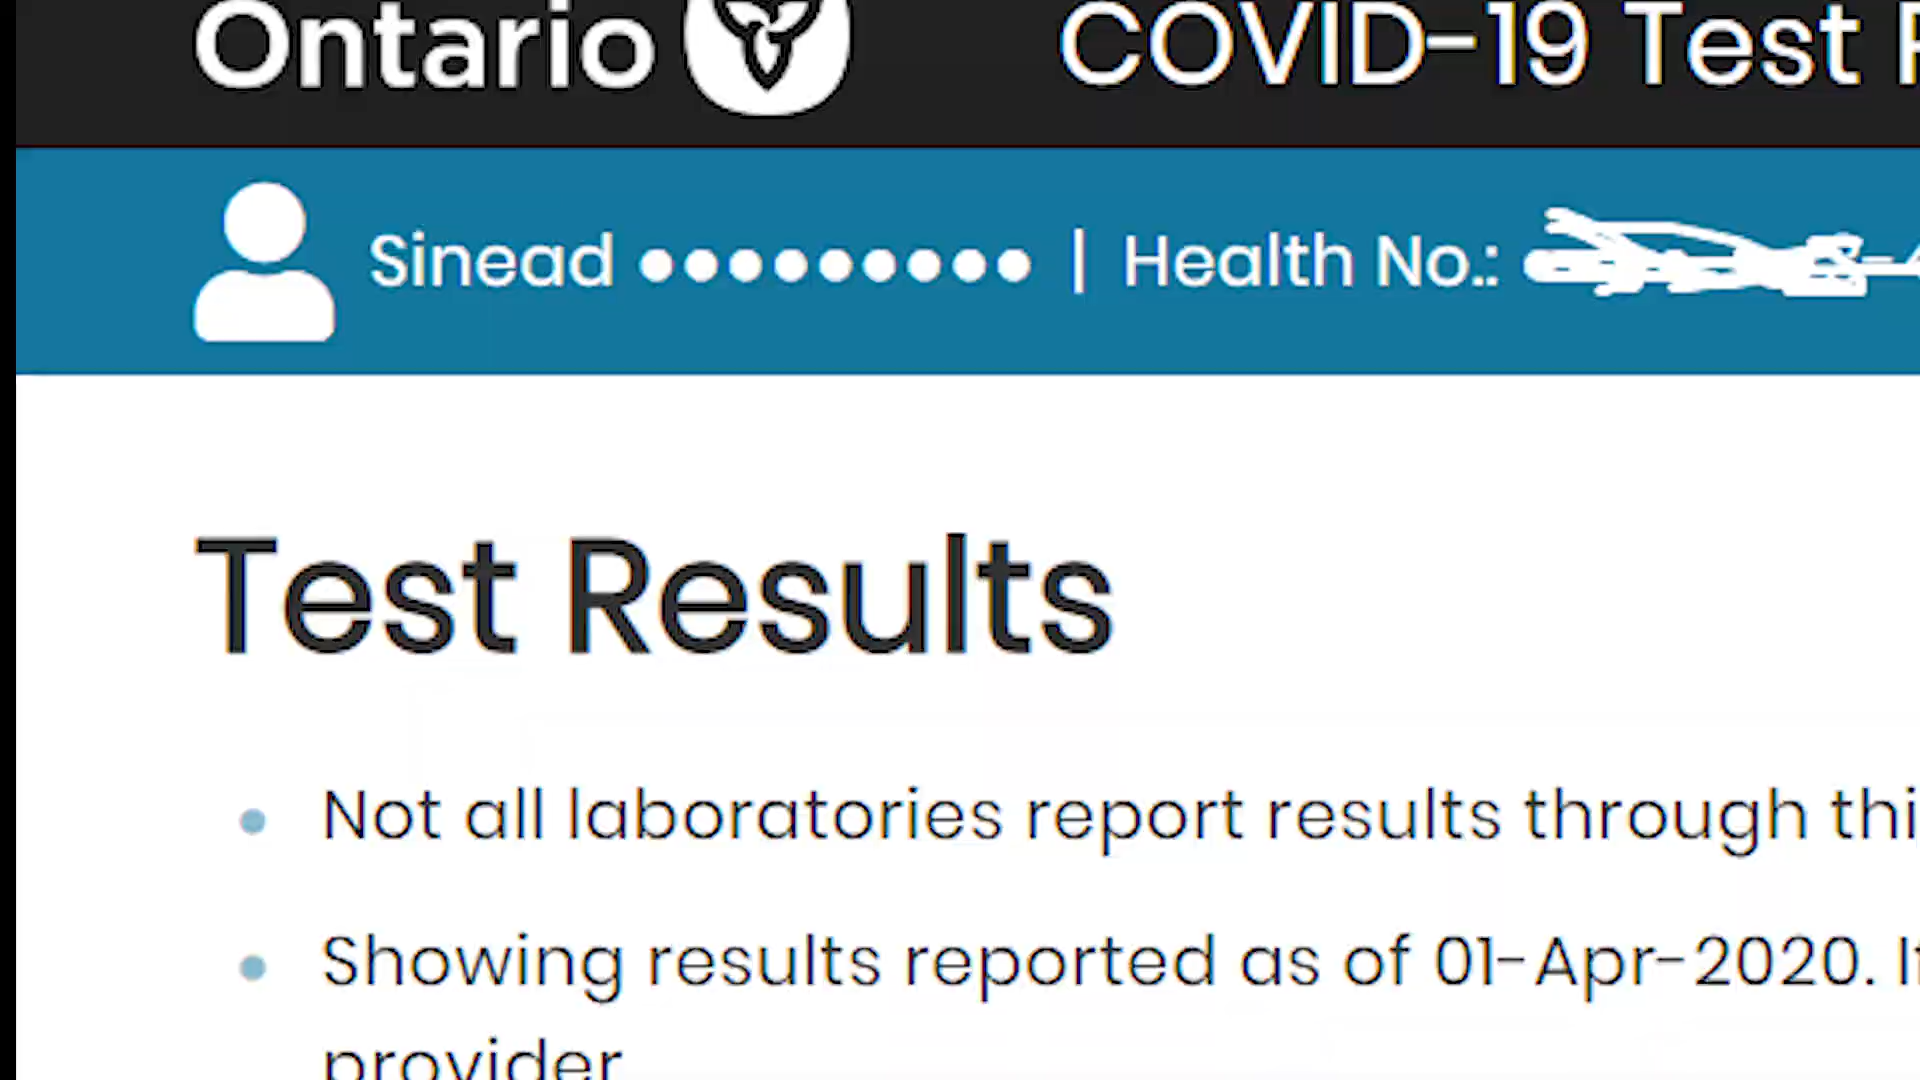 Ontario COVID-19 Test
Sinead ●●●●●●●●● | Health No.:
Test Results
Not all laboratories report results through thi
Showing results reported as of 01-Apr-2020.
provider